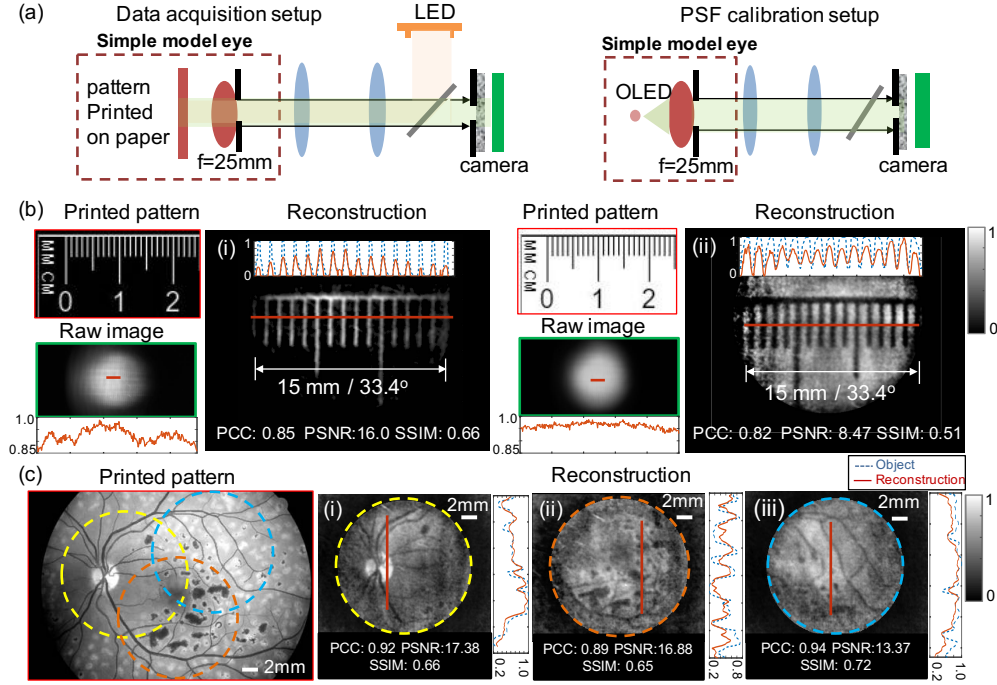 (a)
Data acquisition setup
LED
PSF calibration setup
Simple model eye
pattern
Printed
on paper
f=25mm
camera
Simple model eye
OLED
f=25mm
camera
(b)
Printed pattern
Reconstruction
Printed pattern
Reconstruction
MM CM
0 1 2
(i)
1
0
MM CM
0 1 2
(ii)
1
0
1
0
Raw image
15 mm / 33.4o
Raw image
15 mm / 33.4o
1.0
0.85
PCC: 0.85 PSNR:16.0 SSIM: 0.66
1.0
0.85
PCC: 0.82 PSNR: 8.47 SSIM: 0.51
(c)
Printed pattern
Reconstruction
Object
Reconstruction
2mm
(i)
2mm
PCC: 0.92 PSNR:17.38
SSIM: 0.66
0.2 1.0
(ii)
2mm
PCC: 0.89 PSNR:16.88
SSIM: 0.65
0.2 0.8
(iii)
2mm
PCC: 0.94 PSNR:13.37
SSIM: 0.72
0.2 1.0
1
0